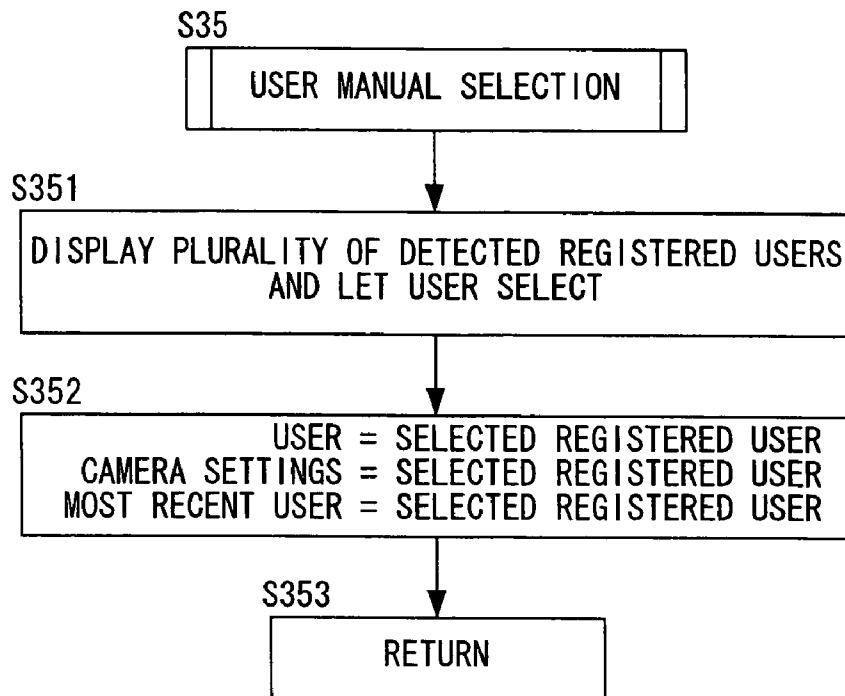 S35
USER MANUAL SELECTION
S351
DISPLAY PLURALITY OF DETECTED REGISTERED USERS
AND LET USER SELECT
S352
USER = SELECTED REGISTERED USER
CAMERA SETTINGS = SELECTED REGISTERED USER
MOST RECENT USER = SELECTED REGISTERED USER
S353
RETURN